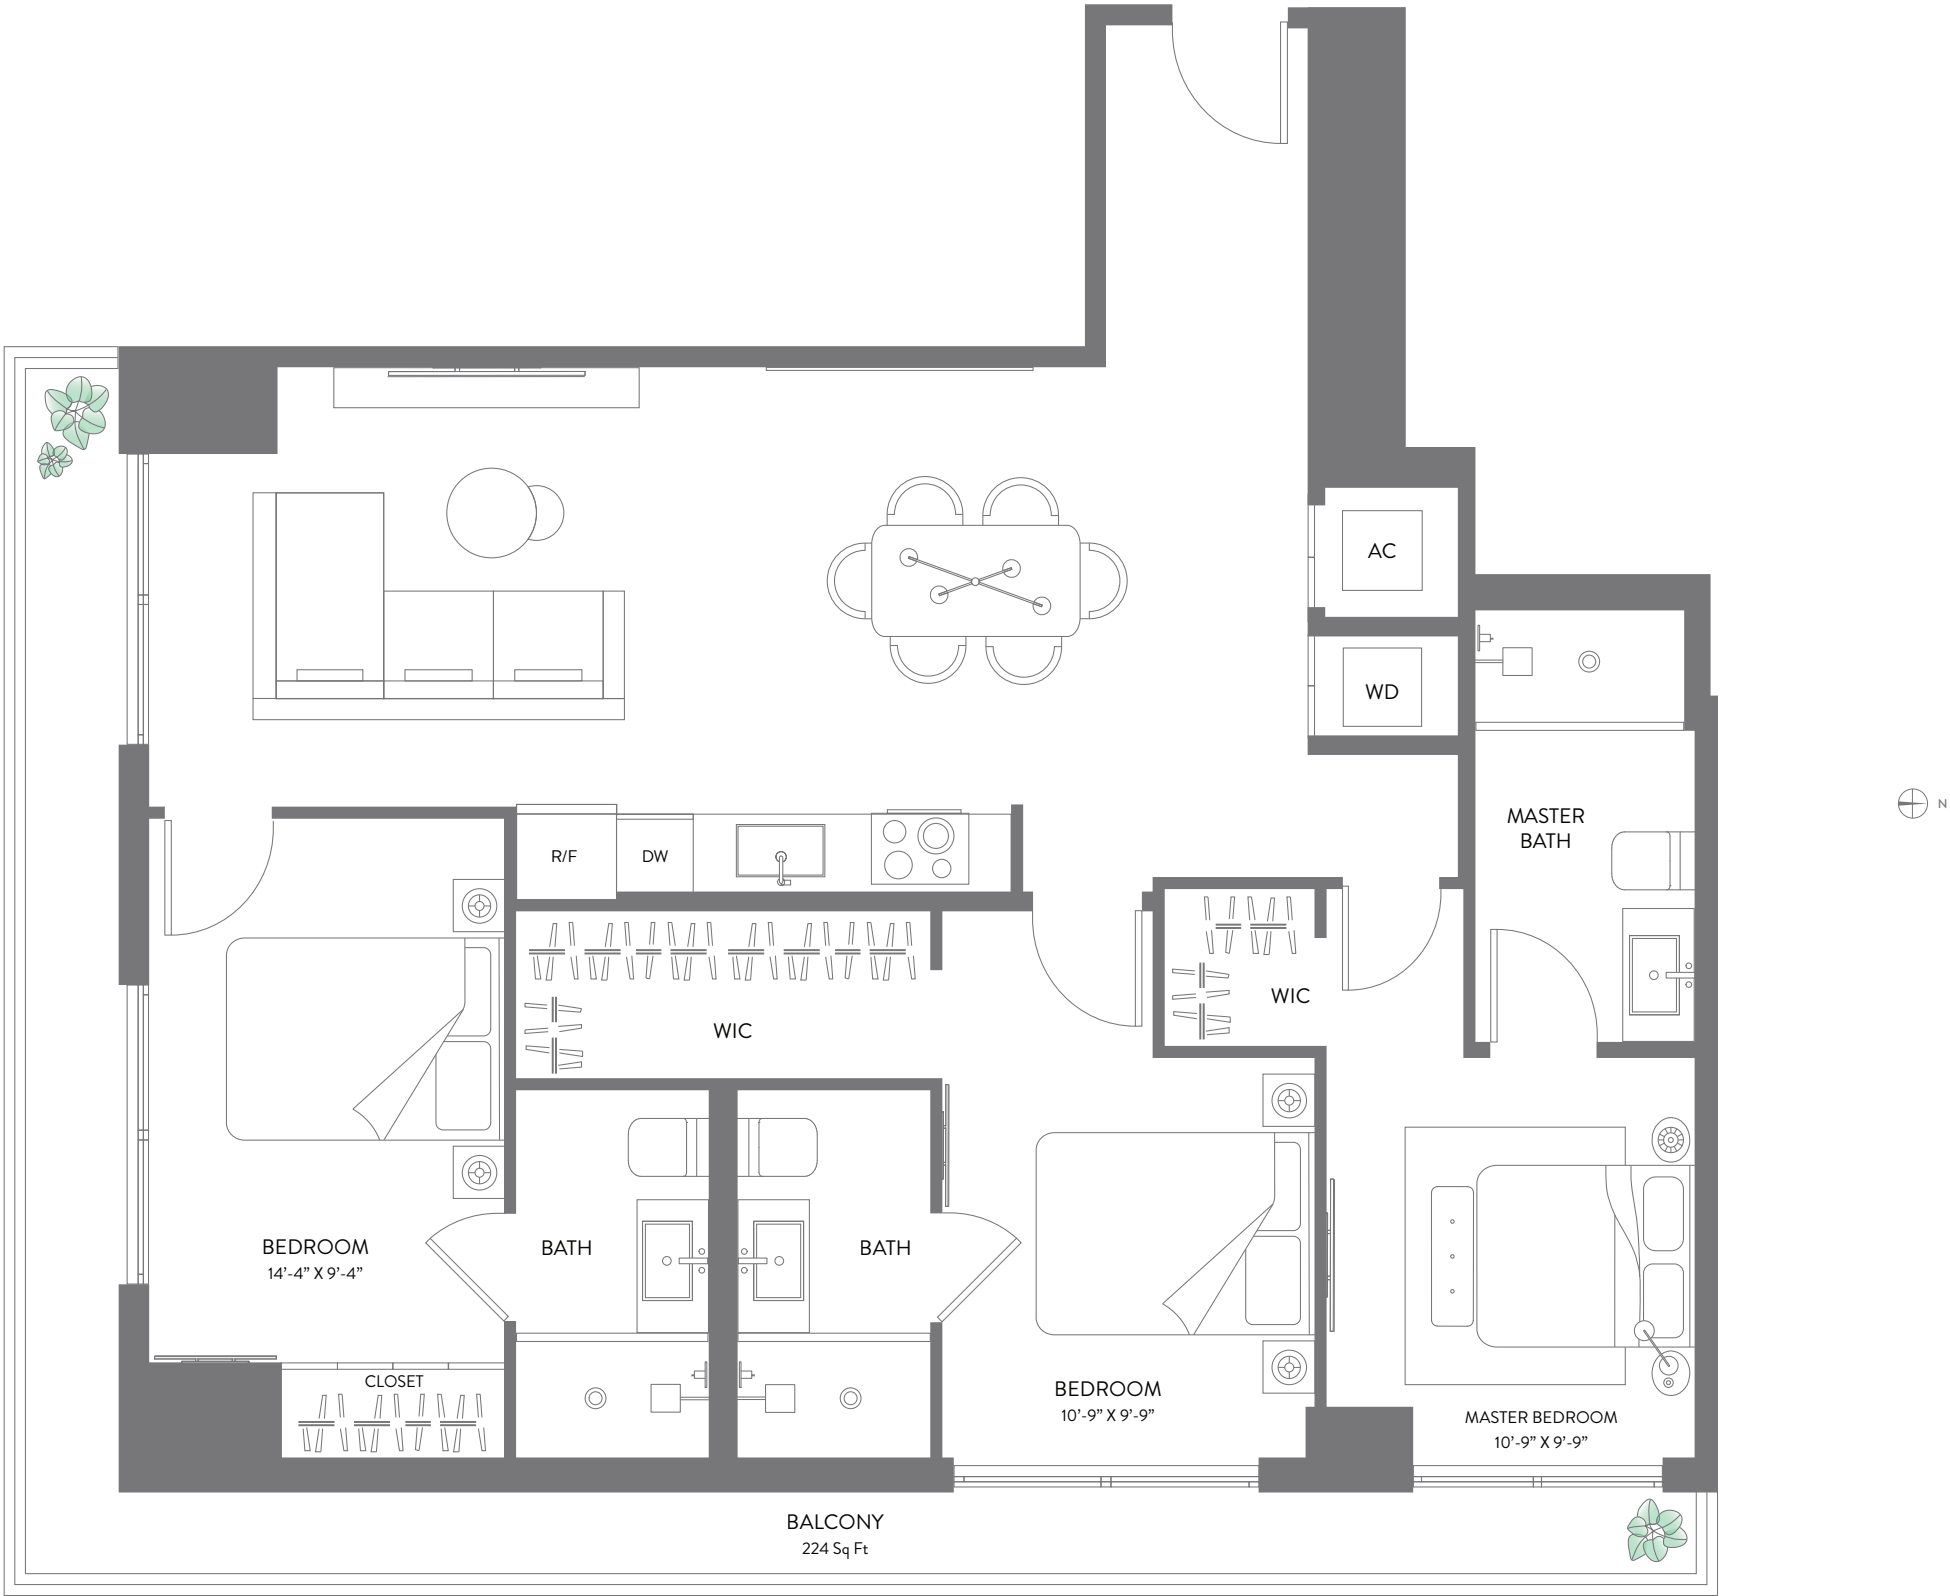 AC
WD
N
MASTER
BATH
R/F
DW
WIC
WIC
BEDROOM
14’-4” X 9’-4”
BATH
BATH
CLOSET
BEDROOM
10’-9” X 9’-9”
MASTER BEDROOM
10’-9” X 9’-9”
BALCONY
224 Sq Ft